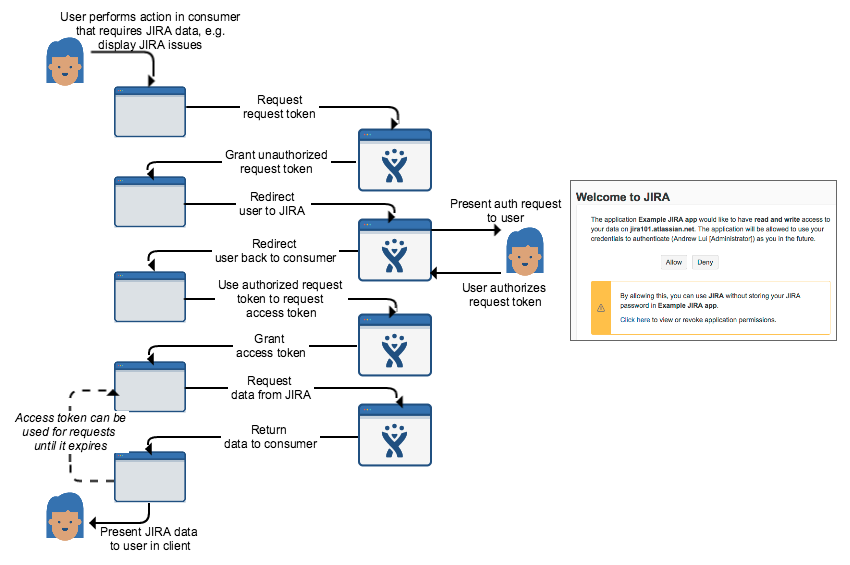 User performs action in consumer
that requires JIRA data, e.g.
display JIRA issues
Request
request token
Grant unauthorized
request token
Redirect
user to JIRA
Present auth request
to user
Redirect
user back to consumer
User authorizes
request token
Use authorized request
token to request
access token
Grant
access token
Request
data from JIRA
Access token can be
used for requests
until it expires
Return
data to consumer
Present JIRA data
to user in client
Welcome to JIRA
The application Example JIRA app would like to have read and write access to
your data on jira101.atlassian.net. The application will be allowed to use your
credentials to authenticate (Andrew Lui [Administrator]) as you in the future.
Allow
Deny
By allowing this, you can use JIRA without storing your JIRA
password in Example JIRA app.
Click here to view or revoke application permissions.